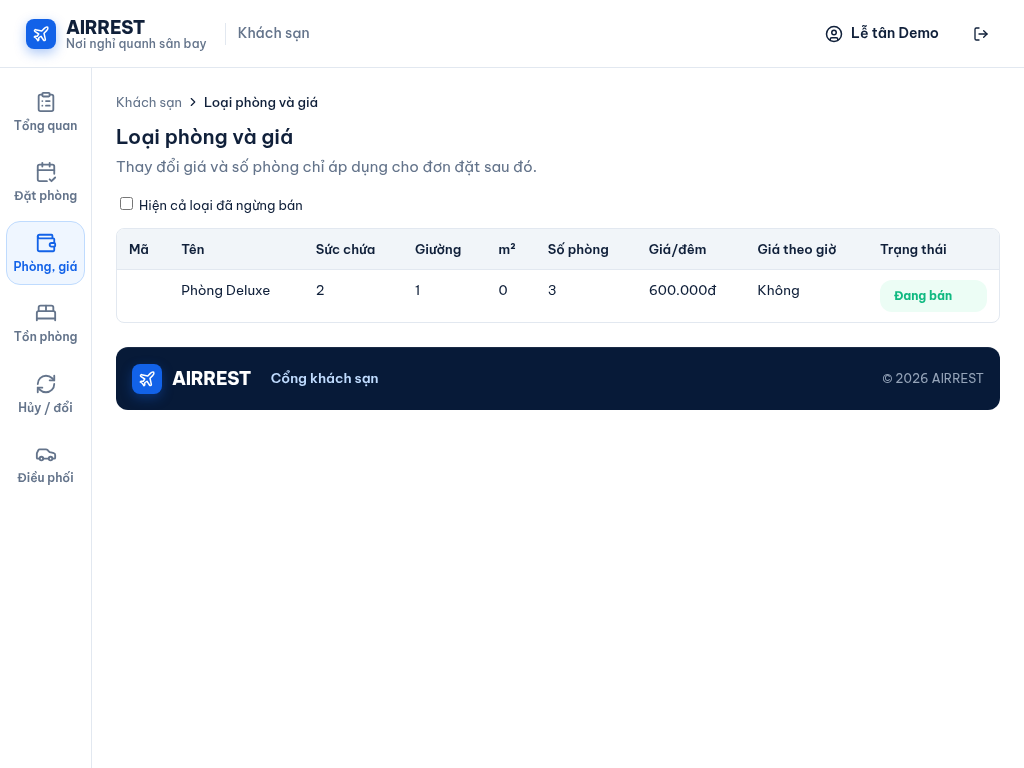 AIRREST
Nơi nghỉ quanh sân bay
Khách sạn
Lễ tân Demo
Tổng quan
Đặt phòng
Phòng, giá
Tồn phòng
Hủy / đổi
Điều phối
Khách sạn > Loại phòng và giá
Loại phòng và giá
Thay đổi giá và số phòng chỉ áp dụng cho đơn đặt sau đó.
Hiện cả loại đã ngừng bán
Mã Tên Sức chứa Giường m² Số phòng Giá/đêm Giá theo giờ Trạng thái
Phòng Deluxe 2 1 0 3 600.000đ Không Đang bán
AIRREST Cổng khách sạn © 2026 AIRREST